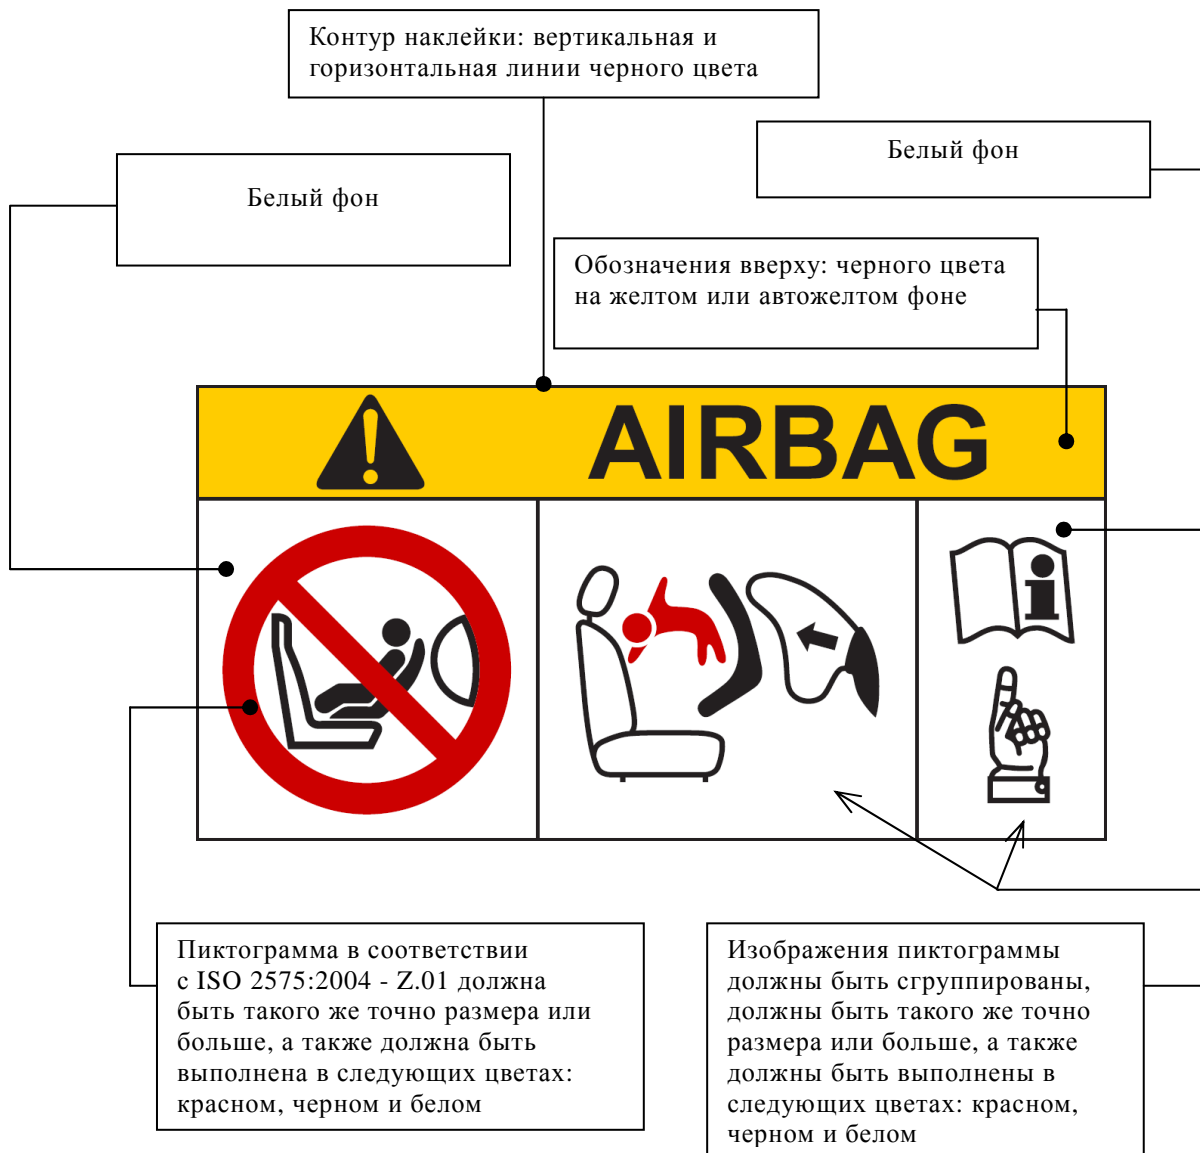 Контур наклейки: вертикальная и
горизонтальная линии черного цвета
Белый фон
Белый фон
Обозначения вверху: черного цвета
на желтом или автожелтом фоне
AIRBAG
Пиктограмма в соответствии
с ISO 2575:2004 - Z.01 должна
быть такого же точно размера или
больше, а также должна быть
выполнена в следующих цветах:
красном, черном и белом
Изображения пиктограммы
должны быть сгруппированы,
должны быть такого же точно
размера или больше, а также
должны быть выполнены в
следующих цветах: красном,
черном и белом